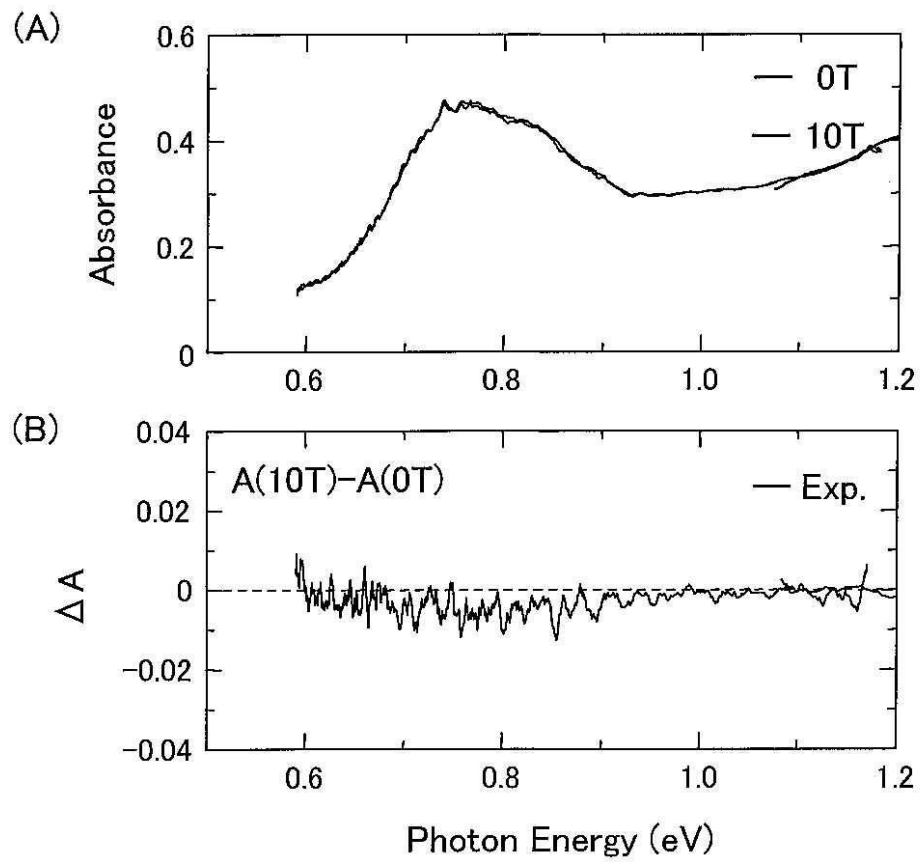 (A)
0.6
0T
10T
0.4
Absorbance
0.2
0
0.6 0.8 1.0 1.2
(B)
0.04
A(10T)-A(0T)
Exp.
0.02
Δ A
0
-0.02
-0.04
0.6 0.8 1.0 1.2
Photon Energy (eV)